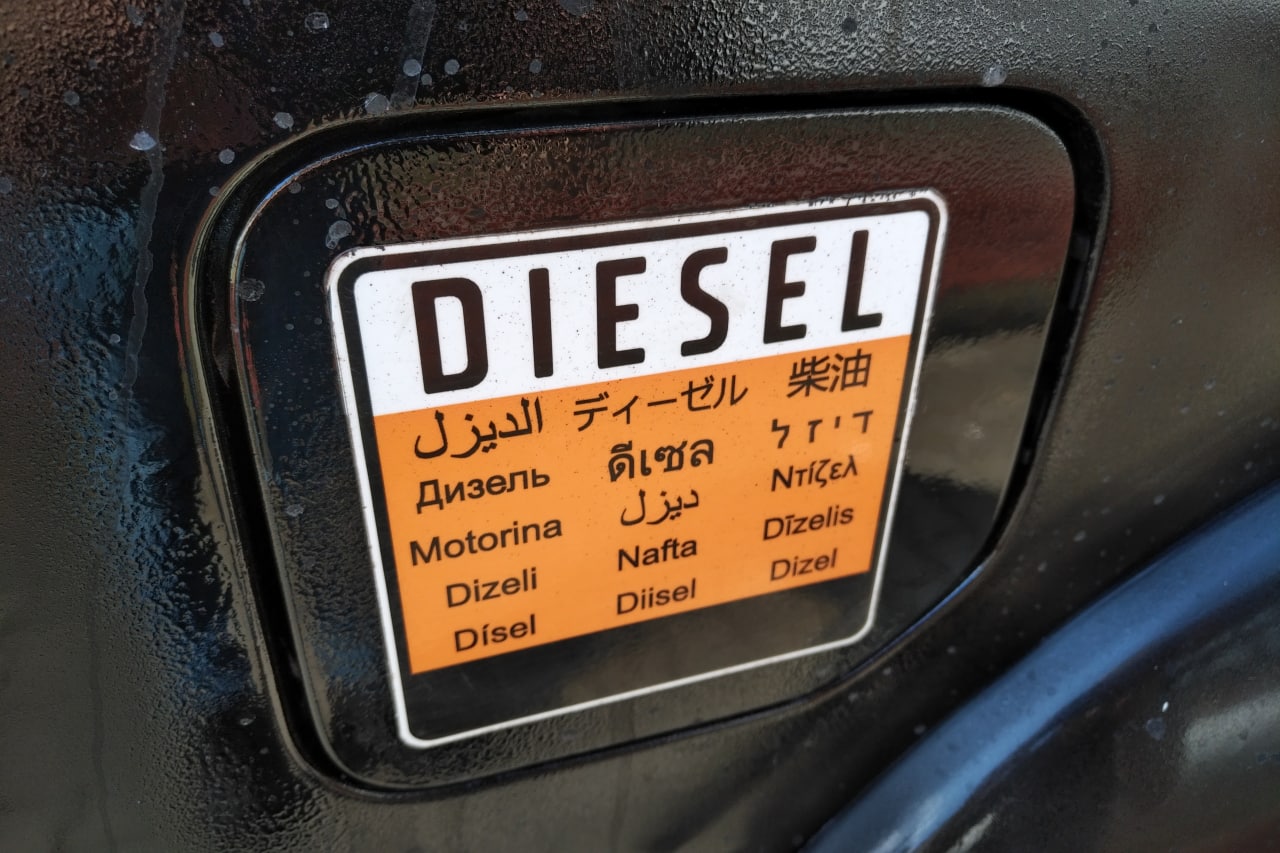 DIESEL
الديزل ディーゼル 柴油
Дизель ดีเซล דיזל
Motorina ديزل Ντίζελ
Dizeli Nafta Dīzelis
Dísel Diisel Dizel